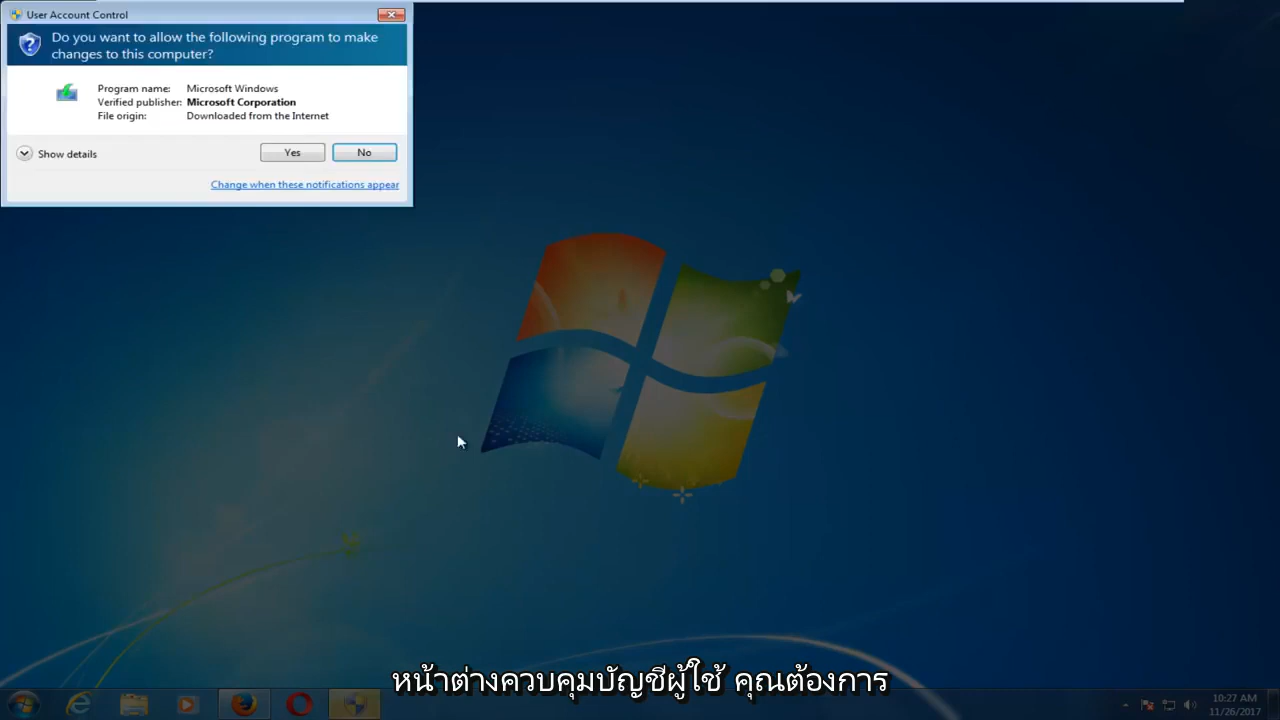 User Account Control
Do you want to allow the following program to make
changes to this computer?
Program name: Microsoft Windows
Verified publisher: Microsoft Corporation
File origin: Downloaded from the Internet
Show details
Yes
No
Change when these notifications appear
หน้าต่างควบคุมบัญชีผู้ใช้ คุณต้องการ
10:27 AM
11/26/2017